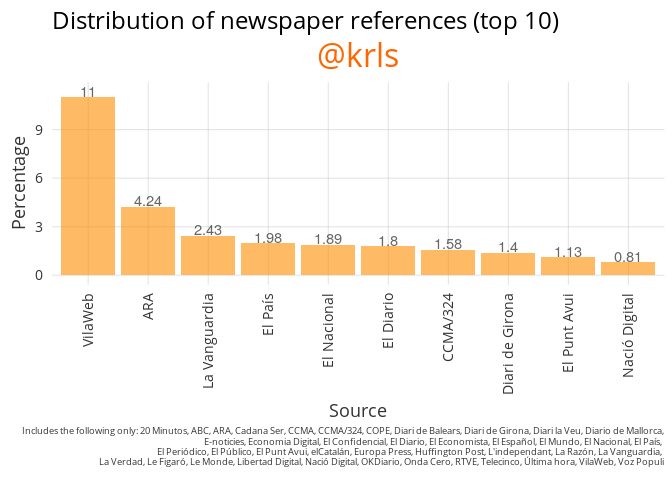 Distribution of newspaper references (top 10)
@krls
Percentage
9
6
3
0
11
4.24
2.43
1.98
1.89
1.8
1.58
1.4
1.13
0.81
VilaWeb
ARA
La Vanguardia
El País
El Nacional
El Diario
CCMA/324
Diari de Girona
El Punt Avui
Nació Digital
Source
Includes the following only: 20 Minutos, ABC, ARA, Cadana Ser, CCMA, CCMA/324, COPE, Diari de Balears, Diari de Girona, Diari la Veu, Diario de Mallorca,
E-noticies, Economia Digital, El Confidencial, El Diario, El Economista, El Español, El Mundo, El Nacional, El País,
El Periódico, El Público, El Punt Avui, elCatalán, Europa Press, Huffington Post, L'independant, La Razón, La Vanguardia,
La Verdad, Le Figaró, Le Monde, Libertad Digital, Nació Digital, OKDiario, Onda Cero, RTVE, Telecinco, Última hora, VilaWeb, Voz Populi